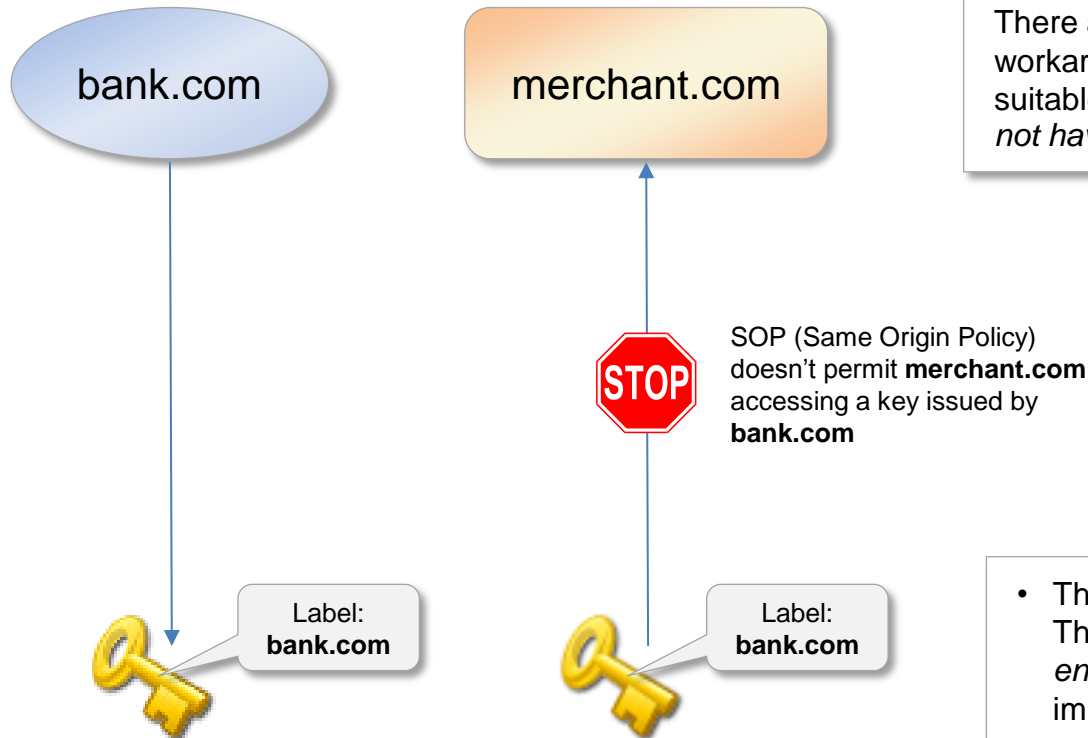 bank.com
merchant.com
There
workar
suitable
not hav
STOP
SOP (Same Origin Policy)
doesn’t permit merchant.com
accessing a key issued by
bank.com
Label:
bank.com
Label:
bank.com
• Th
Th
en
im